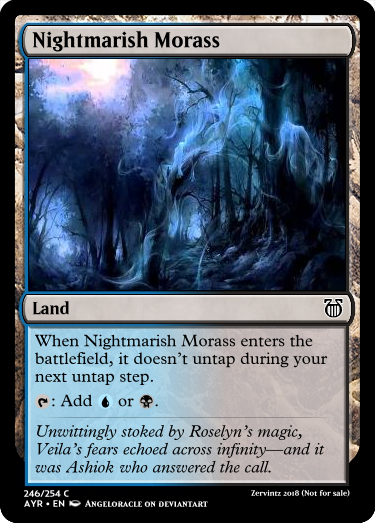 Nightmarish Morass
Land
When Nightmarish Morass enters the
battlefield, it doesn't untap during your
next untap step.
: Add or .
Unwittingly stoked by Roselyn's magic,
Veila's fears echoed across infinity—and it
was Ashiok who answered the call.
246/254 C
AYR • EN Angeloracle on deviantart
Zervintz 2018 (Not for sale)